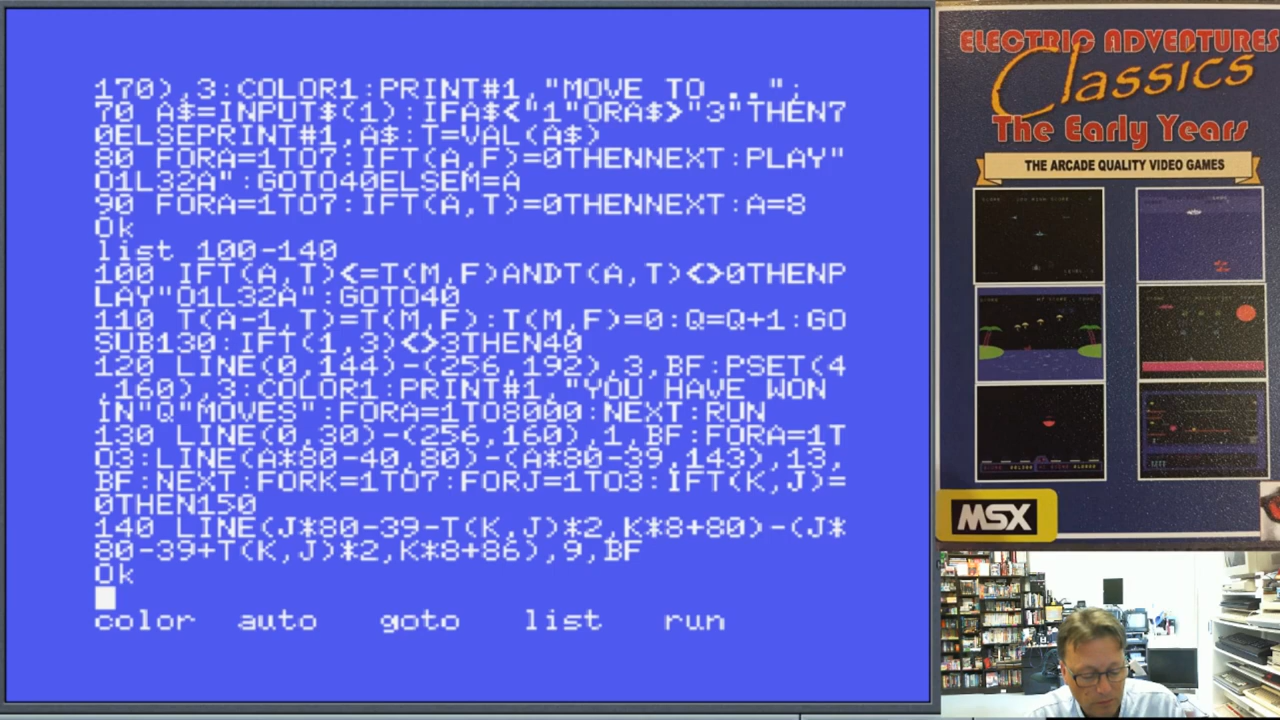 170),3:COLOR1:PRINT#1,"MOVE TO ..";
70 A$=INPUT$(1):IFA$<"1"ORA$>"3"THEN7
0ELSEPRINT#1,A$:T=VAL(A$)
80 FORA=1TO7:IFT(A,F)=0THENNEXT:PLAY"
O1L32A":GOTO40ELSEM=A
90 FORA=1TO7:IFT(A,T)=0THENNEXT:A=8
Ok
list 100-140
100 IFT(A,T)<=T(M,F)ANDT(A,T)<>0THENP
LAY"O1L32A":GOTO40
110 T(A-1,T)=T(M,F):T(M,F)=0:Q=Q+1:GO
SUB130:IFT(1,3)<>3THEN40
120 LINE(0,144)-(256,192),3,BF:PSET(4
,160),3:COLOR1:PRINT#1,"YOU HAVE WON
IN"Q"MOVES":FORA=1TO8000:NEXT:RUN
130 LINE(0,30)-(256,160),1,BF:FORA=1T
O3:LINE(A*80-40,80)-(A*80-39,143),13,
BF:NEXT:FORK=1TO7:FORJ=1TO3:IFT(K,J)=
0THEN150
140 LINE(J*80-39-T(K,J)*2,K*8+80)-(J*
80-39+T(K,J)*2,K*8+86),9,BF
Ok
color auto goto list run
ELECTRIC ADVENTURES
Classics
The Early Years
THE ARCADE QUALITY VIDEO GAMES
MSX